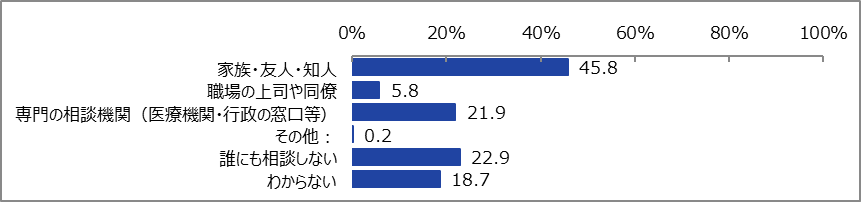 0% 20% 40% 60% 80% 100%
家族・友人・知人 45.8
職場の上司や同僚 5.8
専門の相談機関（医療機関・行政の窓口等） 21.9
その他： 0.2
誰にも相談しない 22.9
わからない 18.7